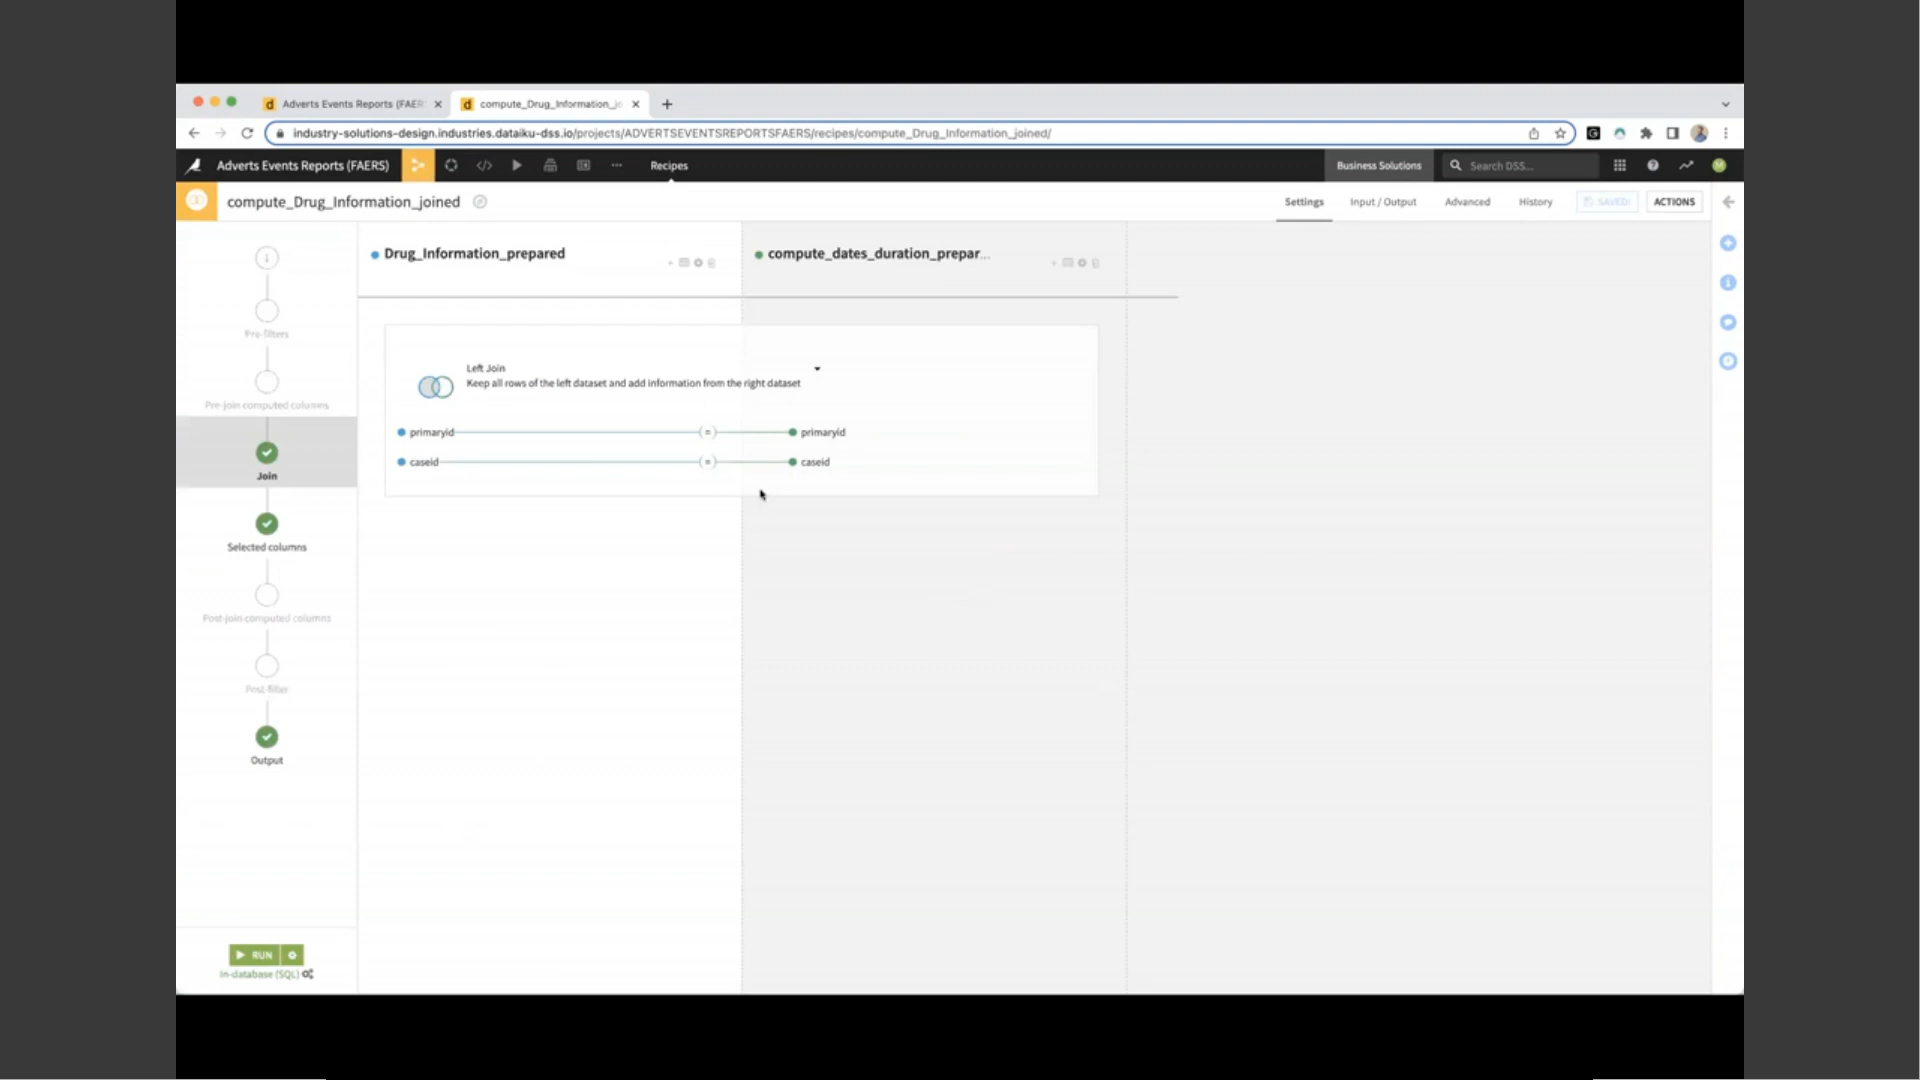 Adverts Events Reports (FAER
compute_Drug_Information_jo
industry-solutions-design.industries.dataiku-dss.io/projects/ADVERTSEVENTSREPORTSFAERS/recipes/compute_Drug_Information_joined/
Adverts Events Reports (FAERS)
Recipes
Business Solutions
Search DSS...
compute_Drug_Information_joined
Settings
Input / Output
Advanced
History
SAVED!
ACTIONS
Drug_Information_prepared
compute_dates_duration_prepar...
Pre-filters
Pre-join computed columns
Join
Selected columns
Post-join computed columns
Post-filter
Output
Left Join
Keep all rows of the left dataset and add information from the right dataset
primaryid (=) primaryid
caseid (=) caseid
RUN
In-database (SQL)